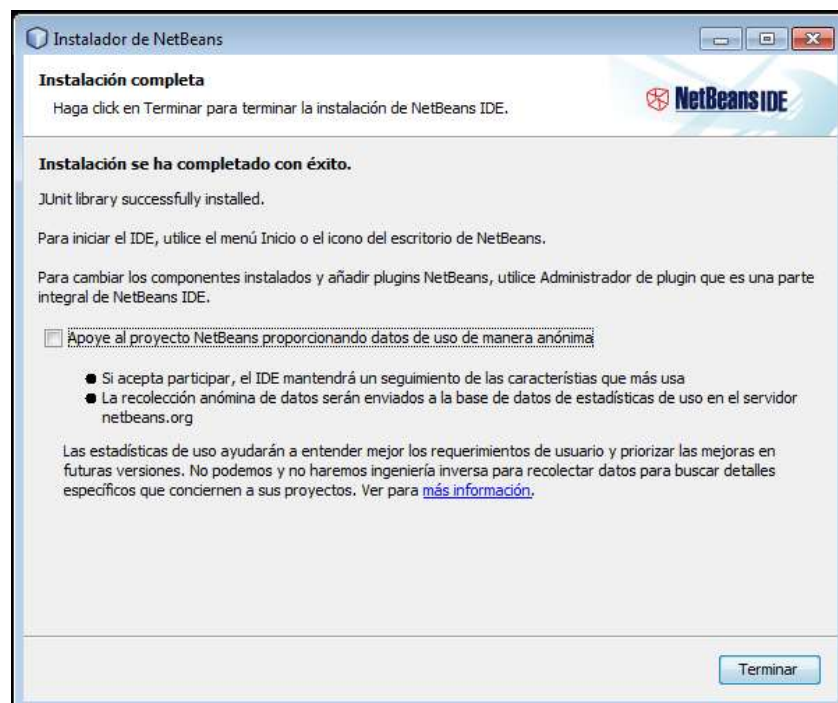 Instalador de NetBeans
Instalación completa
Haga click en Terminar para terminar la instalación de NetBeans IDE.
NetBeans IDE
Instalación se ha completado con éxito.
JUnit library successfully installed.
Para iniciar el IDE, utilice el menú Inicio o el icono del escritorio de NetBeans.
Para cambiar los componentes instalados y añadir plugins NetBeans, utilice Administrador de plugin que es una parte
integral de NetBeans IDE.
Apoye al proyecto NetBeans proporcionando datos de uso de manera anónima
● Si acepta participar, el IDE mantendrá un seguimiento de las característias que más usa
● La recolección anómina de datos serán enviados a la base de datos de estadísticas de uso en el servidor
netbeans.org
Las estadísticas de uso ayudarán a entender mejor los requerimientos de usuario y priorizar las mejoras en
futuras versiones. No podemos y no haremos ingeniería inversa para recolectar datos para buscar detalles
específicos que conciernen a sus proyectos. Ver para más información.
Terminar